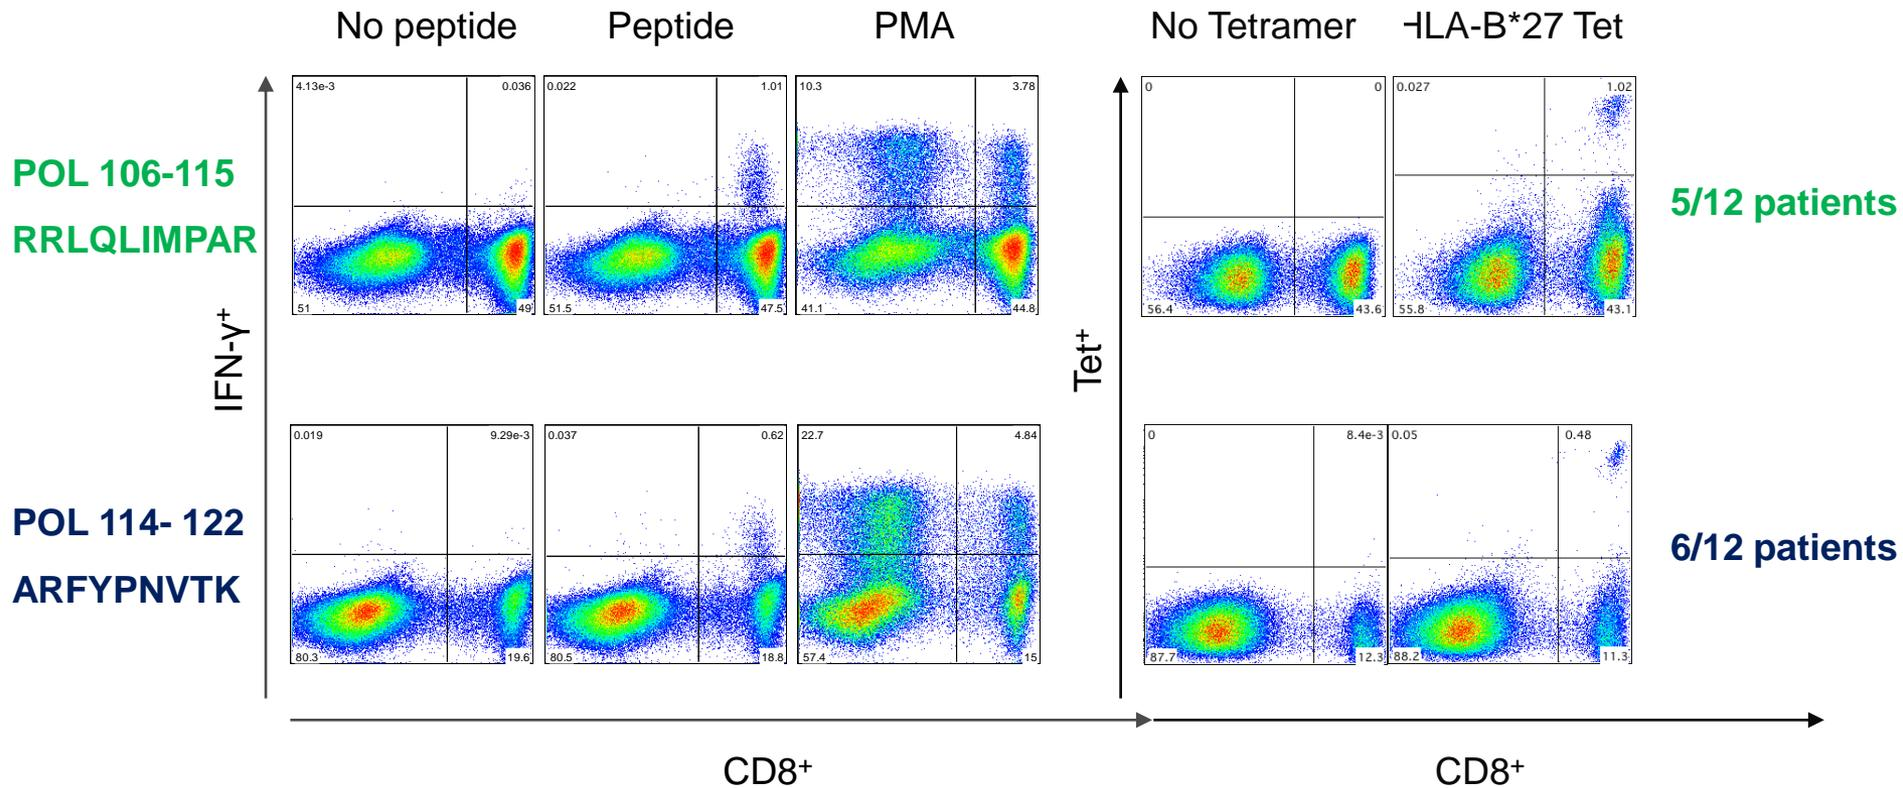 No peptide Peptide PMA No Tetramer HLA-B*27 Tet
4.13e-3 0.036 0.022 1.01 10.3 3.78 0 0 0.027 1.02
POL 106-115
RRLQLIMPAR
5/12 patients
51 49 51.5 47.5 41.1 44.8 56.4 43.6 55.8 43.1
IFN-γ+
Tet+
0.019 9.29e-3 0.037 0.62 22.7 4.84 0 8.4e-3 0.05 0.48
POL 114- 122
ARFYPNVTK
6/12 patients
80.3 19.6 80.5 18.8 57.4 15 87.7 12.3 88.2 11.3
CD8+ CD8+